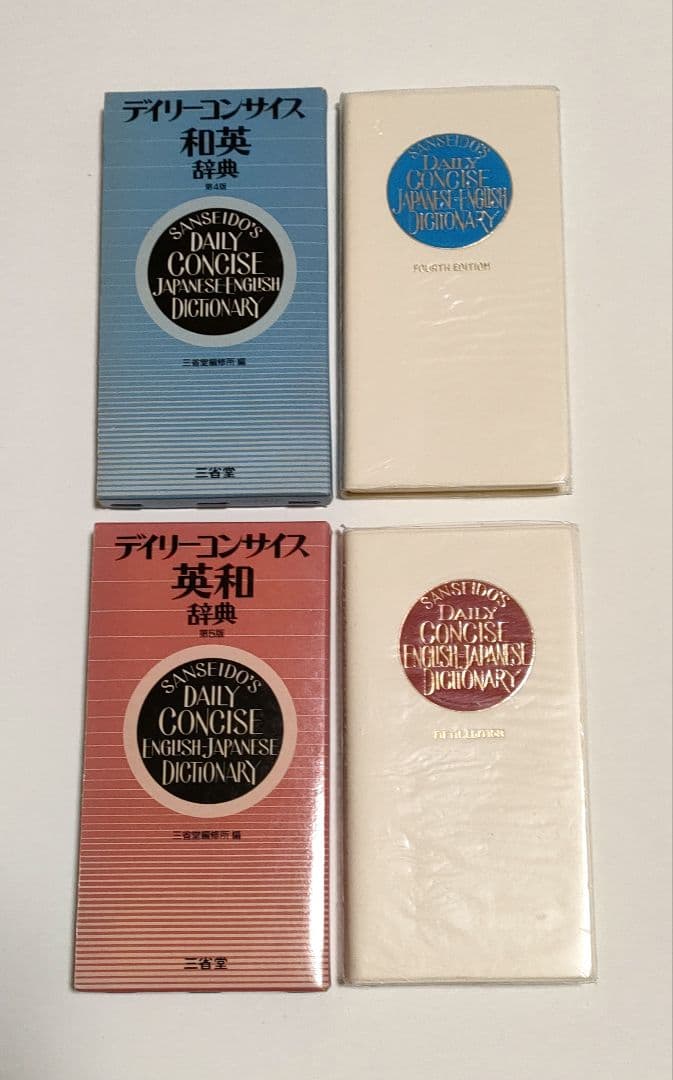 デイリーコンサイス
和英
辞典
第4版
SANSEIDO'S
DAILY
CONCISE
JAPANESE-ENGLISH
DICTIONARY
三省堂編修所 編
三省堂
SANSEIDO'S
DAILY
CONCISE
JAPANESE-ENGLISH
DICTIONARY
FOURTH EDITION
デイリーコンサイス
英和
辞典
第5版
SANSEIDO'S
DAILY
CONCISE
ENGLISH-JAPANESE
DICTIONARY
三省堂編修所 編
三省堂
SANSEIDO'S
DAILY
CONCISE
ENGLISH-JAPANESE
DICTIONARY